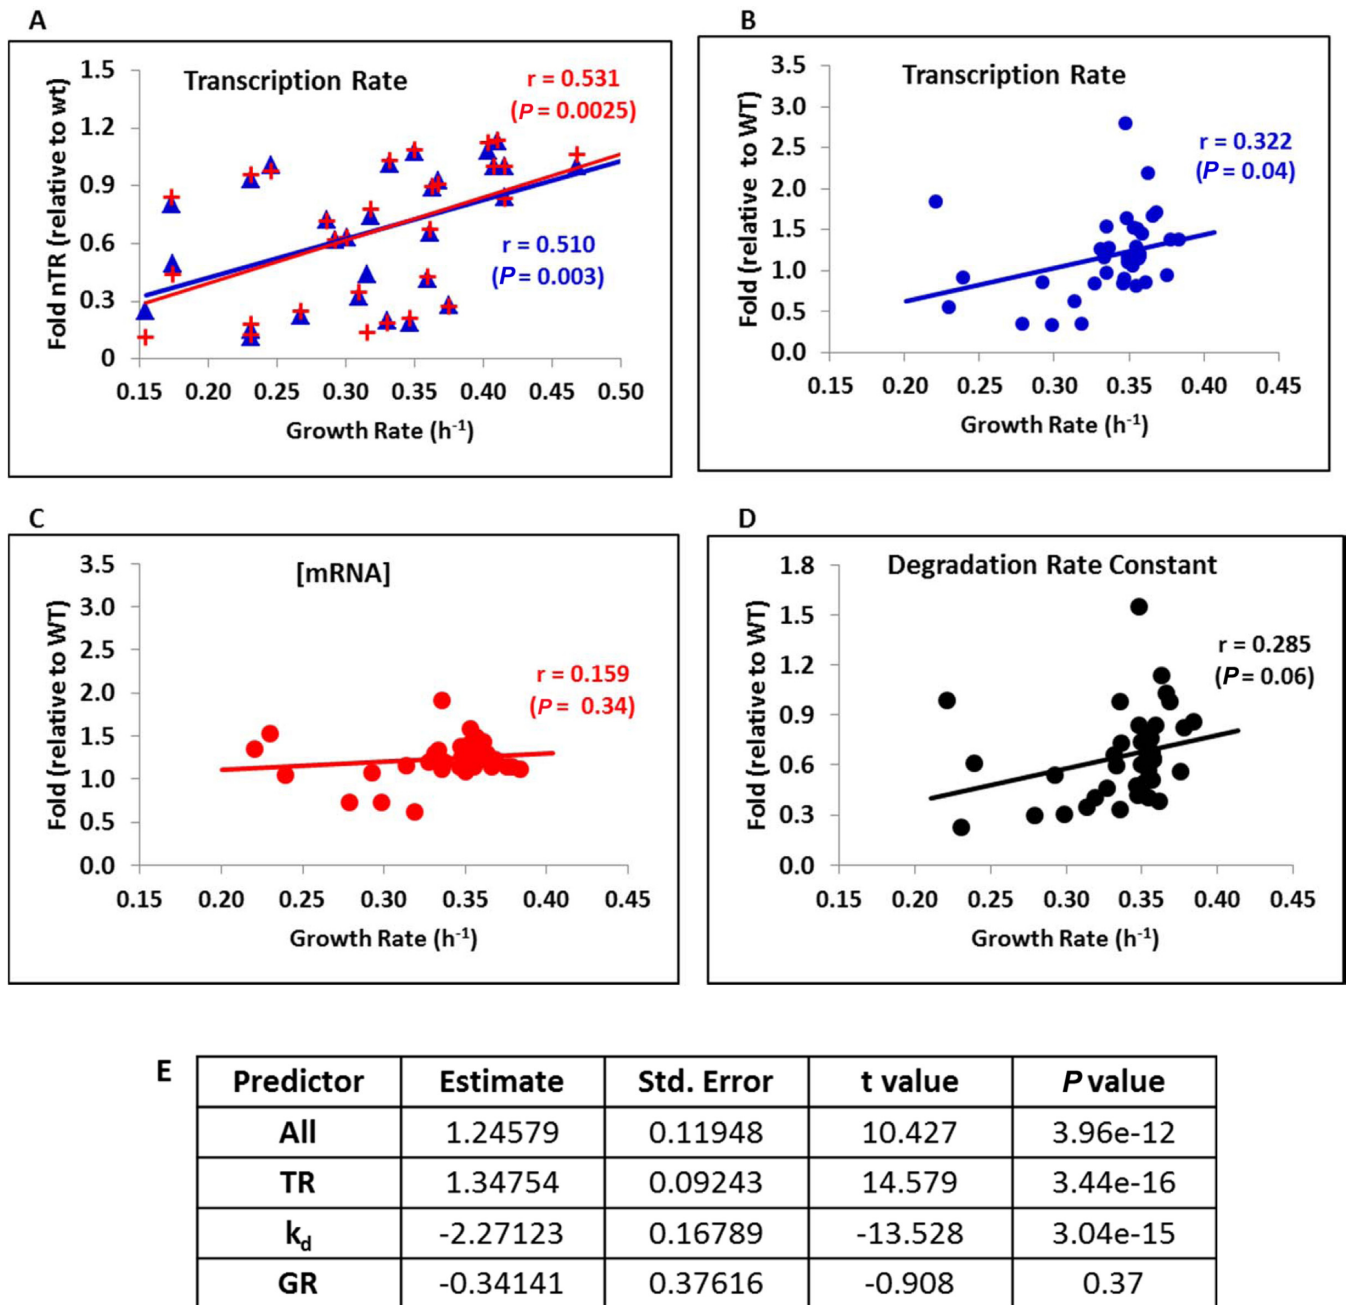 A
Fold nTR (relative to wt)
Transcription Rate
r = 0.531
(P = 0.0025)
r = 0.510
(P = 0.003)
1.5
1.2
0.9
0.6
0.3
0
0.15 0.20 0.25 0.30 0.35 0.40 0.45 0.50
Growth Rate (h-1)
B
Fold (relative to WT)
Transcription Rate
r = 0.322
(P = 0.04)
3.5
3.0
2.5
2.0
1.5
1.0
0.5
0.0
0.15 0.20 0.25 0.30 0.35 0.40 0.45
Growth Rate (h-1)
C
Fold (relative to WT)
[mRNA]
r = 0.159
(P = 0.34)
3.5
3.0
2.5
2.0
1.5
1.0
0.5
0.0
0.15 0.20 0.25 0.30 0.35 0.40 0.45
Growth Rate (h-1)
D
Fold (relative to WT)
Degradation Rate Constant
r = 0.285
(P = 0.06)
1.8
1.5
1.2
0.9
0.6
0.3
0.0
0.15 0.20 0.25 0.30 0.35 0.40 0.45
Growth Rate (h-1)
E
Predictor Estimate Std. Error t value P value
All 1.24579 0.11948 10.427 3.96e-12
TR 1.34754 0.09243 14.579 3.44e-16
kd -2.27123 0.16789 -13.528 3.04e-15
GR -0.34141 0.37616 -0.908 0.37